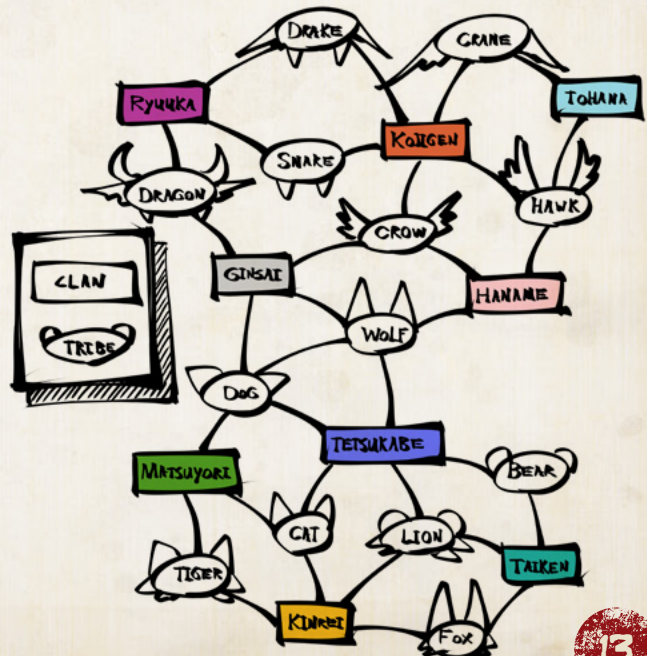 DRAKE
CRANE
RYUUKA
TOHANA
KOUGEN
SNAKE
DRAGON
HAWK
CROW
CLAN
GINSAI
HANAME
TRIBE
WOLF
DOG
TETSUKABE
MATSUYORI
BEAR
CAT
LION
TIGER
TAIKEN
KINREI
FOX
13